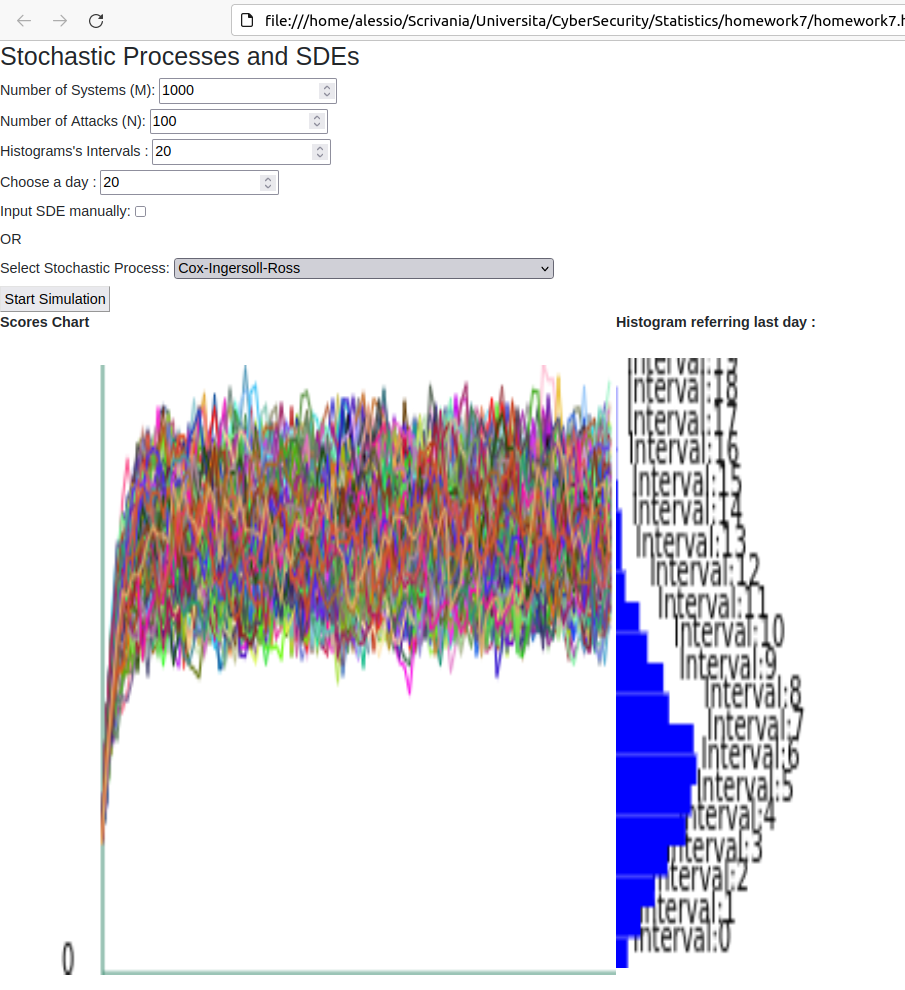 file:///home/alessio/Scrivania/Universita/CyberSecurity/Statistics/homework7/homework7.h
Stochastic Processes and SDEs
Number of Systems (M): 1000
Number of Attacks (N): 100
Histograms's Intervals : 20
Choose a day : 20
Input SDE manually:
OR
Select Stochastic Process: Cox-Ingersoll-Ross
Start Simulation
Scores Chart
Histogram referring last day :
Interval:19
Interval:18
Interval:17
Interval:16
Interval:15
Interval:14
Interval:13
Interval:12
Interval:11
Interval:10
Interval:9
Interval:8
Interval:7
Interval:6
Interval:5
Interval:4
Interval:3
Interval:2
Interval:1
Interval:0
0